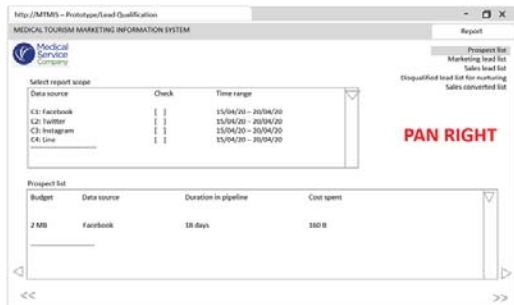 http://MTMIS – Prototype/Lead Qualification
MEDICAL TOURISM MARKETING INFORMATION SYSTEM
Report
Medical
Service
Company
Prospect list
Marketing lead list
Sales lead list
Disqualified lead list for nurturing
Sales converted list
Select report scope
Data source Check Time range
C1: Facebook [ ] 15/04/20 – 20/04/20
C2: Twitter [ ] 15/04/20 – 20/04/20
C3: Instagram [ ] 15/04/20 – 20/04/20
C4: Line [ ] 15/04/20 – 20/04/20
PAN RIGHT
Prospect list
Budget Data source Duration in pipeline Cost spent
2 MB Facebook 18 days 160 B
<< >>